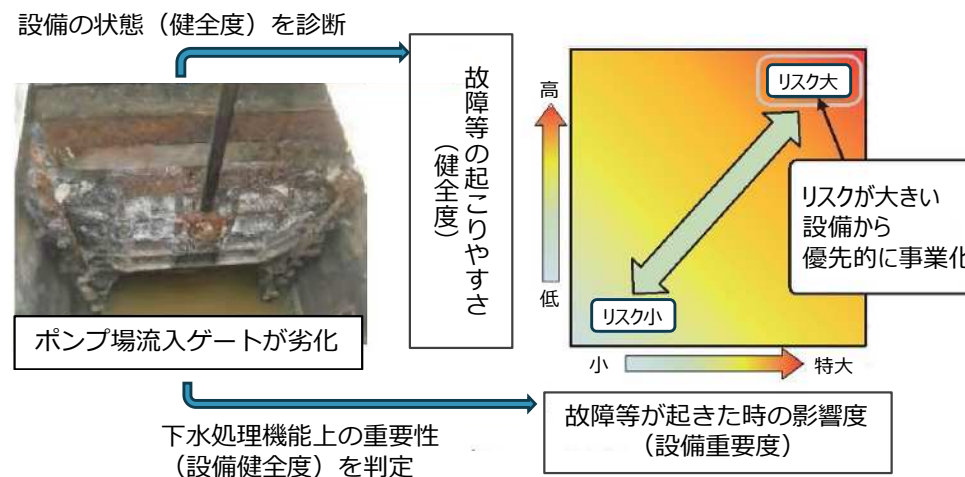 設備の状態（健全度）を診断
故障等の起こりやすさ
（健全度）
高
低
リスク大
リスクが大きい
設備から
優先的に事業化
リスク小
小
特大
ポンプ場流入ゲートが劣化
下水処理機能上の重要性
（設備健全度）を判定
故障等が起きた時の影響度
（設備重要度）